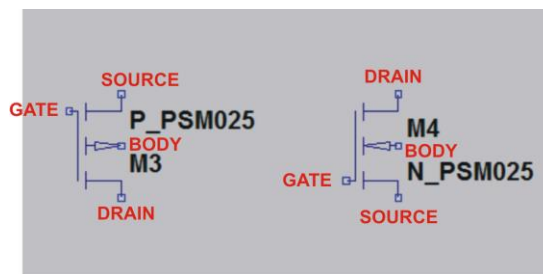 SOURCE
GATE
P_PSM025
BODY
M3
DRAIN
DRAIN
M4
BODY
GATE
N_PSM025
SOURCE